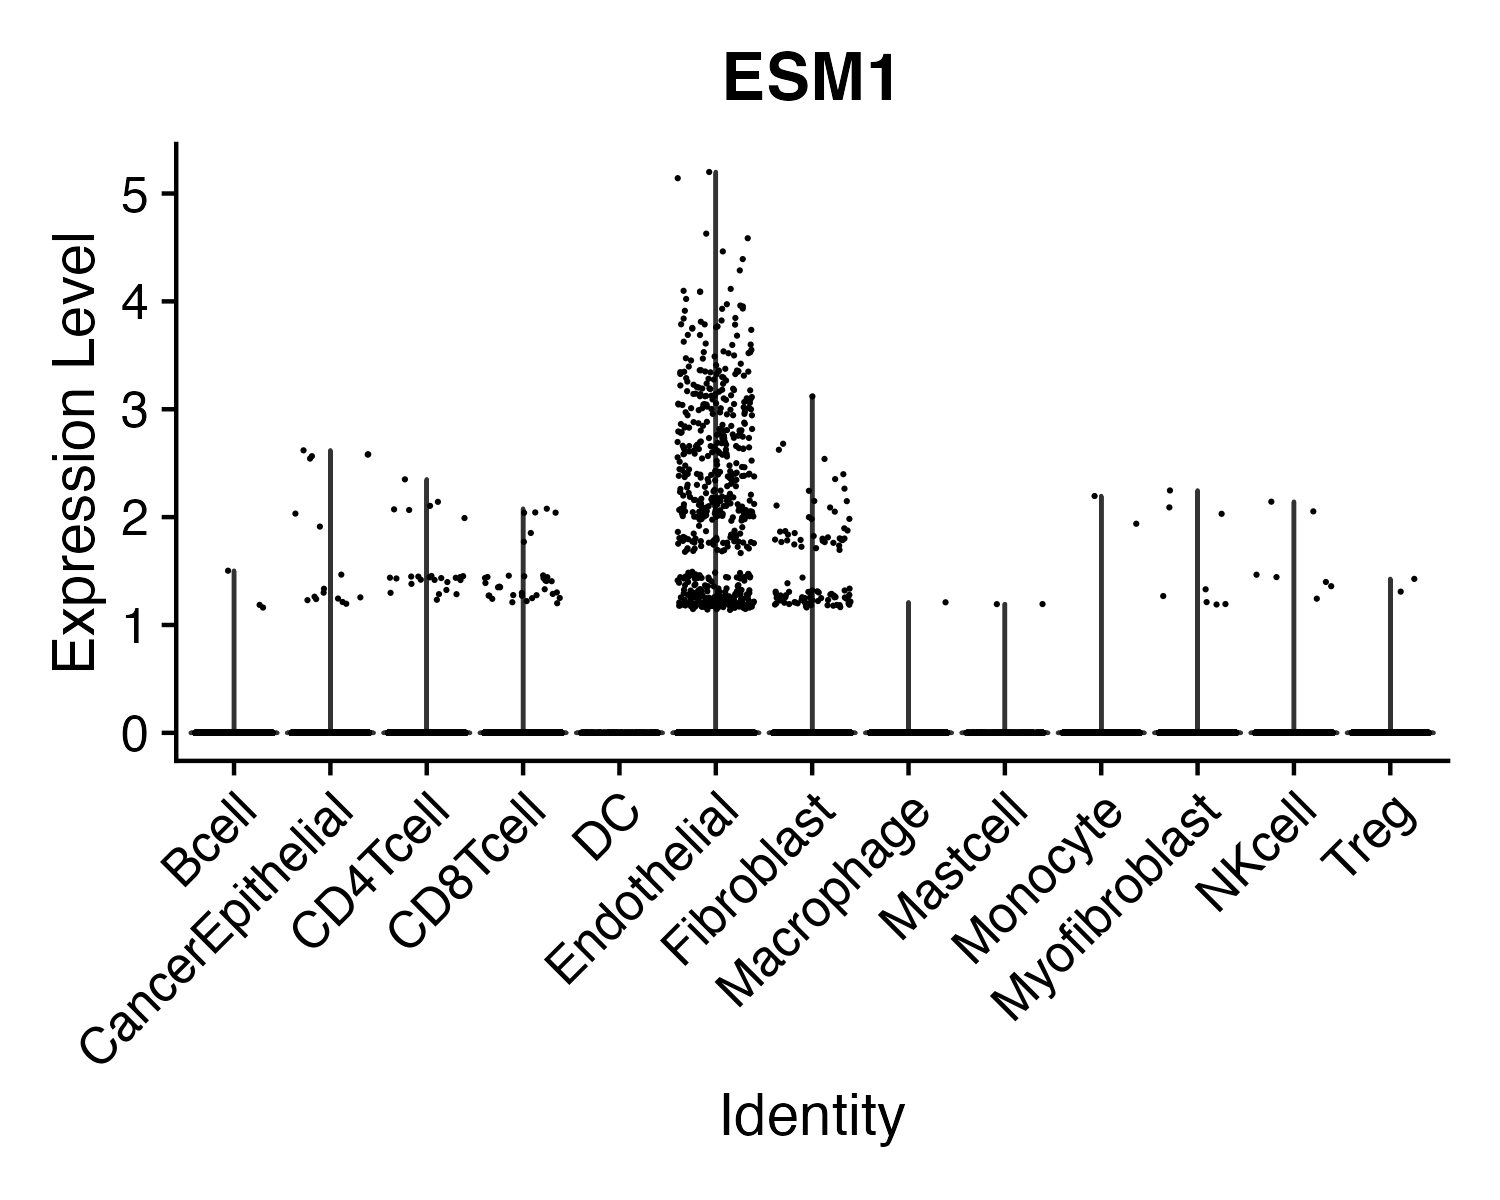 ESM1
Expression Level
5
4
3
2
1
0
Bcell
CancerEpithelial
CD4Tcell
CD8Tcell
DC
Endothelial
Fibroblast
Macrophage
Mastcell
Monocyte
Myofibroblast
NKcell
Treg
Identity